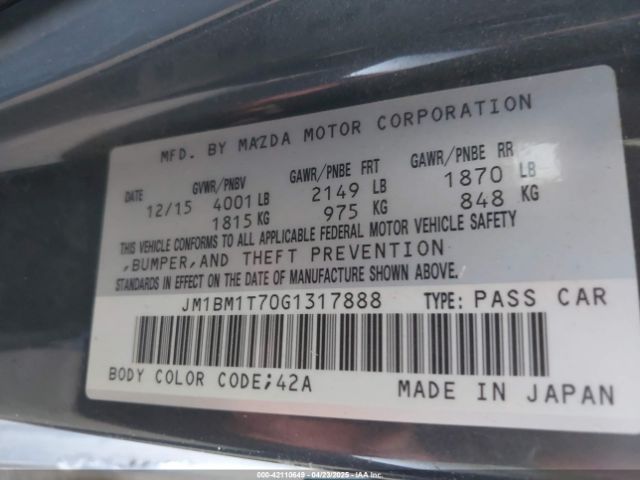 MFD. BY MAZDA MOTOR CORPORATION
DATE GVWR/PNBV GAWR/PNBE FRT GAWR/PNBE RR
12/15 4001 LB 2149 LB 1870 LB
1815 KG 975 KG 848 KG
THIS VEHICLE CONFORMS TO ALL APPLICABLE FEDERAL MOTOR VEHICLE SAFETY
,BUMPER,AND THEFT PREVENTION
STANDARDS IN EFFECT ON THE DATE OF MANUFACTURE SHOWN ABOVE.
JM1BM1T70G1317888 TYPE: PASS CAR
BODY COLOR CODE;42A MADE IN JAPAN
000-42110649 - 04/23/2025 - IAAI.COM